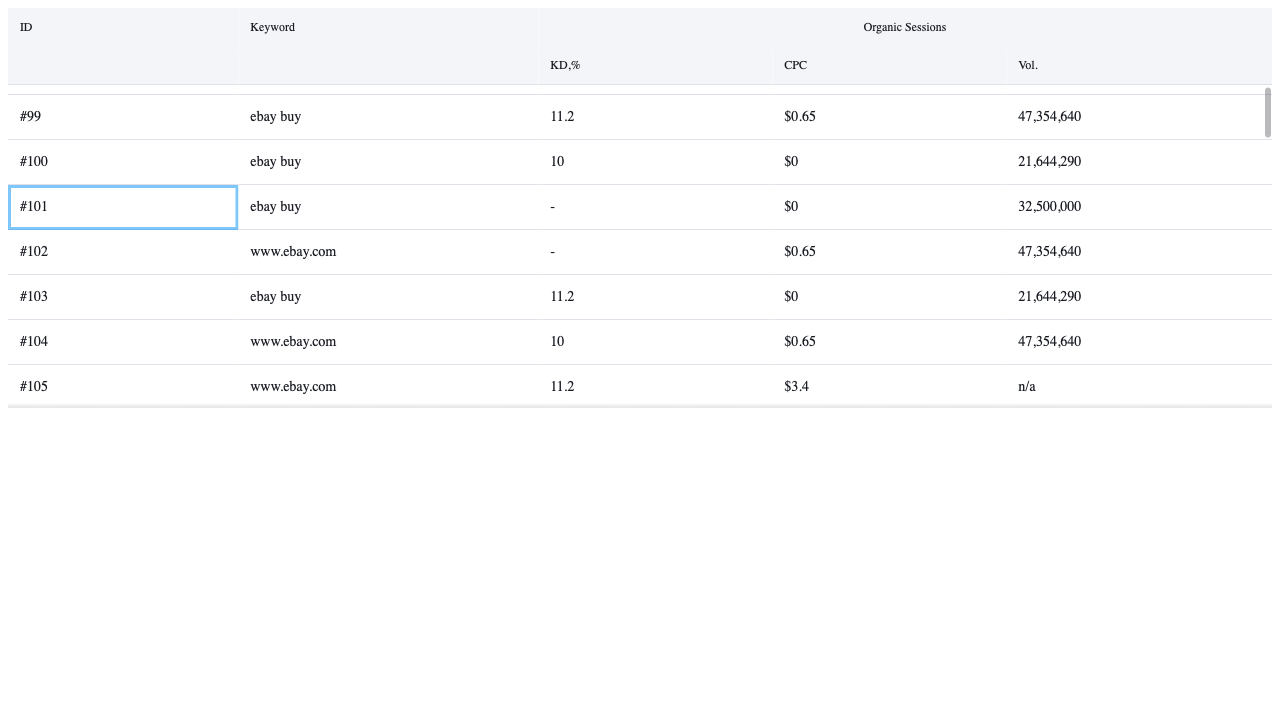 ID Keyword Organic Sessions
KD,% CPC Vol.
#99 ebay buy 11.2 $0.65 47,354,640
#100 ebay buy 10 $0 21,644,290
#101 ebay buy - $0 32,500,000
#102 www.ebay.com - $0.65 47,354,640
#103 ebay buy 11.2 $0 21,644,290
#104 www.ebay.com 10 $0.65 47,354,640
#105 www.ebay.com 11.2 $3.4 n/a